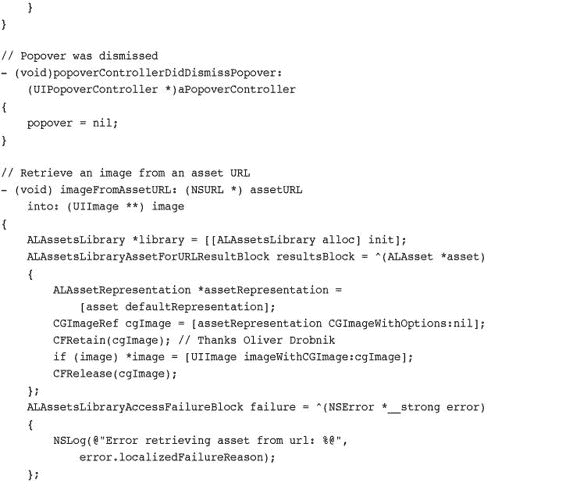 }
}

// Popover was dismissed
- (void)popoverControllerDidDismissPopover:
    (UIPopoverController *)aPopoverController
{
    popover = nil;
}

// Retrieve an image from an asset URL
- (void) imageFromAssetURL: (NSURL *) assetURL
    into: (UIImage **) image
{
    ALAssetsLibrary *library = [[ALAssetsLibrary alloc] init];
    ALAssetsLibraryAssetForURLResultBlock resultsBlock = ^(ALAsset *asset)
    {
        ALAssetRepresentation *assetRepresentation =
            [asset defaultRepresentation];
        CGImageRef cgImage = [assetRepresentation CGImageWithOptions:nil];
        CFRetain(cgImage); // Thanks Oliver Drobnik
        if (image) *image = [UIImage imageWithCGImage:cgImage];
        CFRelease(cgImage);
    };
    ALAssetsLibraryAccessFailureBlock failure = ^(NSError *__strong error)
    {
        NSLog(@"Error retrieving asset from url: %@",
            error.localizedFailureReason);
    };